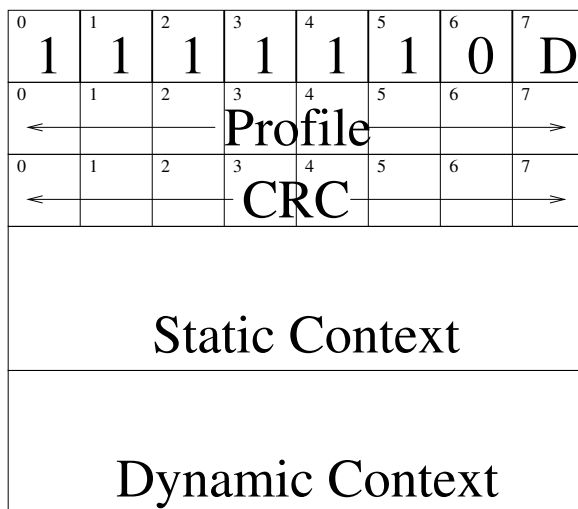 0 1 2 3 4 5 6 7
1 1 1 1 1 1 0 D
0 1 2 3 4 5 6 7
Profile
0 1 2 3 4 5 6 7
CRC
Static Context
Dynamic Context